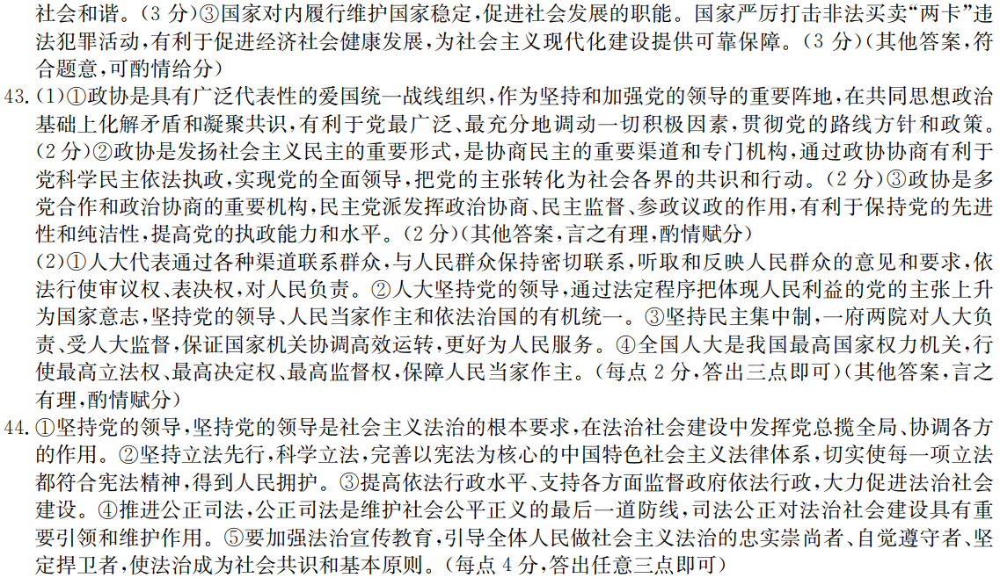 社会和谐。(3 分)③国家对内履行维护国家稳定,促进社会发展的职能。国家严厉打击非法买卖“两卡”违
法犯罪活动,有利于促进经济社会健康发展,为社会主义现代化建设提供可靠保障。(3 分)(其他答案,符
合题意,可酌情给分)
43. (1)①政协是具有广泛代表性的爱国统一战线组织,作为坚持和加强党的领导的重要阵地,在共同思想政治
基础上化解矛盾和凝聚共识,有利于党最广泛、最充分地调动一切积极因素,贯彻党的路线方针和政策。
(2 分)②政协是发扬社会主义民主的重要形式,是协商民主的重要渠道和专门机构,通过政协协商有利于
党科学民主依法执政,实现党的全面领导,把党的主张转化为社会各界的共识和行动。(2 分)③政协是多
党合作和政治协商的重要机构,民主党派发挥政治协商、民主监督、参政议政的作用,有利于保持党的先进
性和纯洁性,提高党的执政能力和水平。(2 分)(其他答案,言之有理,酌情赋分)
(2)①人大代表通过各种渠道联系群众,与人民群众保持密切联系,听取和反映人民群众的意见和要求,依
法行使审议权、表决权,对人民负责。②人大坚持党的领导,通过法定程序把体现人民利益的党的主张上升
为国家意志,坚持党的领导、人民当家作主和依法治国的有机统一。③坚持民主集中制,一府两院对人大负
责、受人大监督,保证国家机关协调高效运转,更好为人民服务。④全国人大是我国最高国家权力机关,行
使最高立法权、最高决定权、最高监督权,保障人民当家作主。(每点 2 分,答出三点即可)(其他答案,言之
有理,酌情赋分)
44. ①坚持党的领导,坚持党的领导是社会主义法治的根本要求,在法治社会建设中发挥党总揽全局、协调各方
的作用。②坚持立法先行,科学立法,完善以宪法为核心的中国特色社会主义法律体系,切实使每一项立法
都符合宪法精神,得到人民拥护。③提高依法行政水平、支持各方面监督政府依法行政,大力促进法治社会
建设。④推进公正司法,公正司法是维护社会公平正义的最后一道防线,司法公正对法治社会建设具有重
要引领和维护作用。⑤要加强法治宣传教育,引导全体人民做社会主义法治的忠实崇尚者、自觉遵守者、坚
定捍卫者,使法治成为社会共识和基本原则。(每点 4 分,答出任意三点即可)